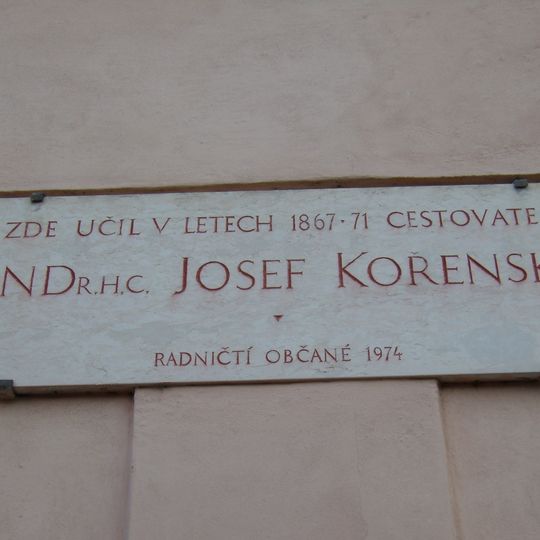 ZDE UČIL V LETECH 1867·71 CESTOVATE
NDR.H.C. JOSEF KOŘENSK
RADNIČTÍ OBČANÉ 1974